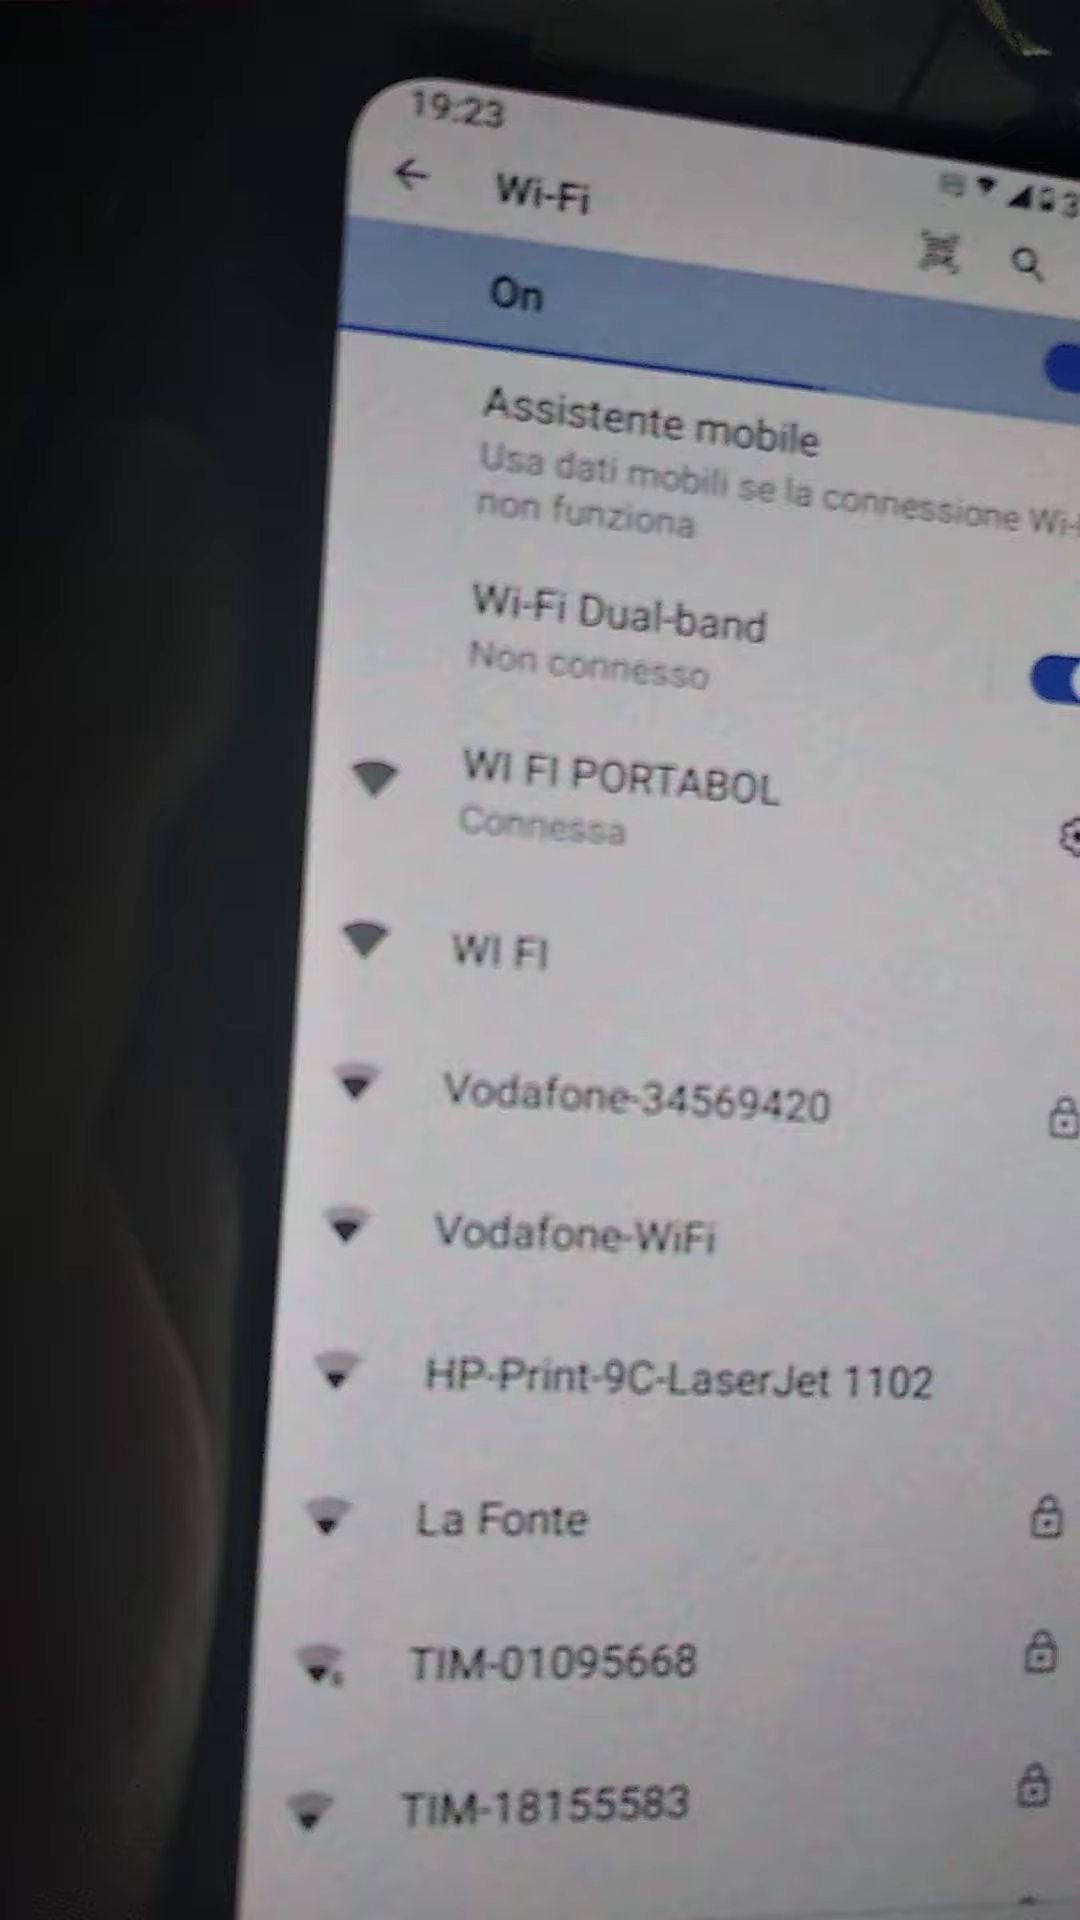 19:23
Wi-Fi
On
Assistente mobile
Usa dati mobili se la connessione Wi-
non funziona
Wi-Fi Dual-band
Non connesso
WI FI PORTABOL
Connessa
WI FI
Vodafone-34569420
Vodafone-WiFi
HP-Print-9C-LaserJet 1102
La Fonte
TIM-01095668
TIM-18155583